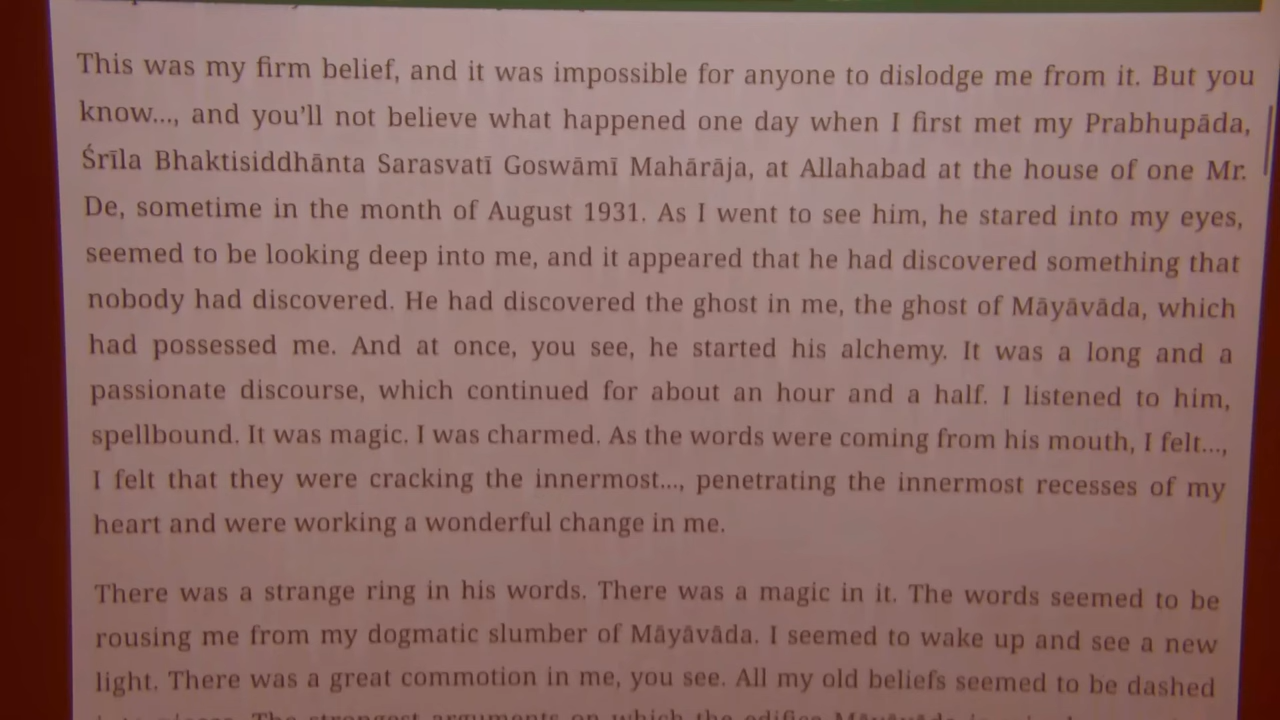 This was my firm belief, and it was impossible for anyone to dislodge me from it. But you
know..., and you'll not believe what happened one day when I first met my Prabhupāda,
Śrīla Bhaktisiddhānta Sarasvatī Goswāmī Mahārāja, at Allahabad at the house of one Mr.
De, sometime in the month of August 1931. As I went to see him, he stared into my eyes,
seemed to be looking deep into me, and it appeared that he had discovered something that
nobody had discovered. He had discovered the ghost in me, the ghost of Māyāvāda, which
had possessed me. And at once, you see, he started his alchemy. It was a long and a
passionate discourse, which continued for about an hour and a half. I listened to him,
spellbound. It was magic. I was charmed. As the words were coming from his mouth, I felt...,
I felt that they were cracking the innermost..., penetrating the innermost recesses of my
heart and were working a wonderful change in me.
There was a strange ring in his words. There was a magic in it. The words seemed to be
rousing me from my dogmatic slumber of Māyāvāda. I seemed to wake up and see a new
light. There was a great commotion in me, you see. All my old beliefs seemed to be dashed
The strongest arguments on which the edifice Māyāvāda